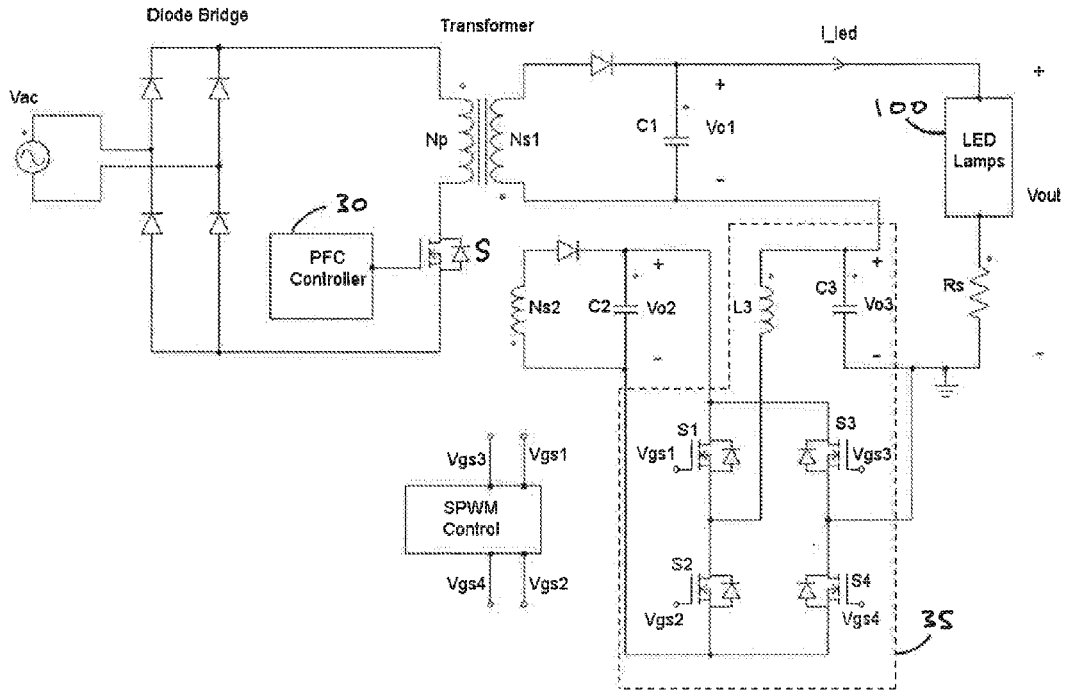 Diode Bridge
Transformer
I_led
Vac
Np
Ns1
C1
+
Vo1
-
100
LED
Lamps
+
Vout
-
30
PFC
Controller
S
Ns2
C2
+
Vo2
-
L3
C3
+
Vo3
-
Rs
S1
Vgs1
S3
Vgs3
Vgs3
Vgs1
SPWM
Control
Vgs4
Vgs2
S2
Vgs2
S4
Vgs4
35